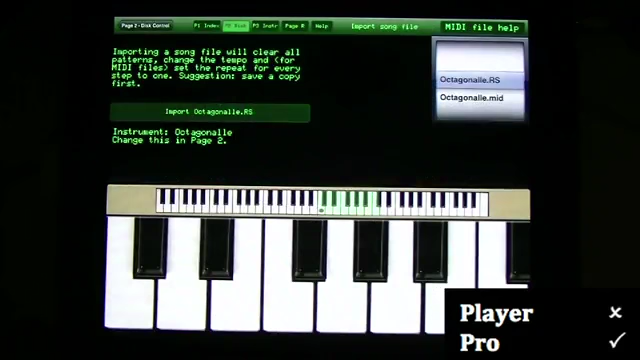 Page 2 - Disk Control P1 Index P2 Disk P3 Instr Page R Help Import song file MIDI file help
Importing a song file will clear all
patterns, change the tempo and (for
MIDI files) set the repeat for every
step to one. Suggestion: save a copy
first.
Octagonalle.RS
Octagonalle.mid
Import Octagonalle.RS
Instrument: Octagonalle
Change this in Page 2.
Player ×
Pro ✓